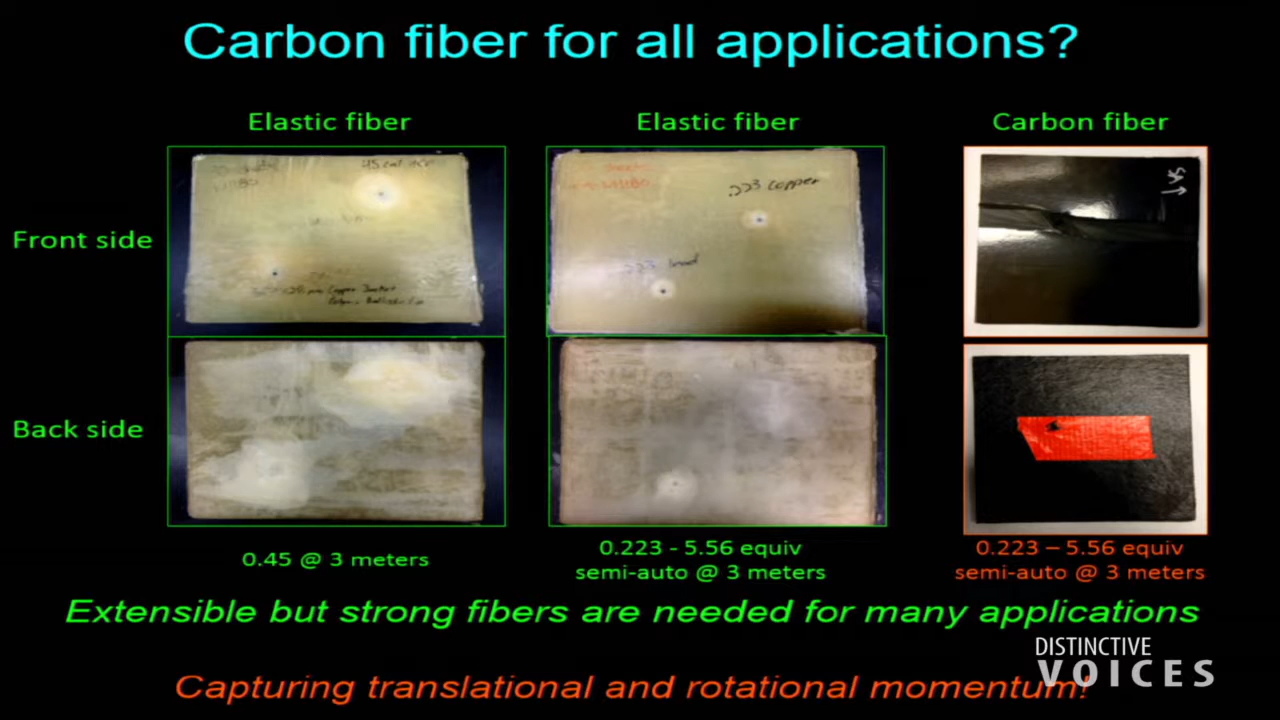 Carbon fiber for all applications?
Elastic fiber
Elastic fiber
Carbon fiber
45 cal ACP
.223 Copper
.223 lead
Front side
Back side
0.45 @ 3 meters
0.223 - 5.56 equiv
semi-auto @ 3 meters
0.223 – 5.56 equiv
semi-auto @ 3 meters
Extensible but strong fibers are needed for many applications
DISTINCTIVE
VOICES
Capturing translational and rotational momentum!